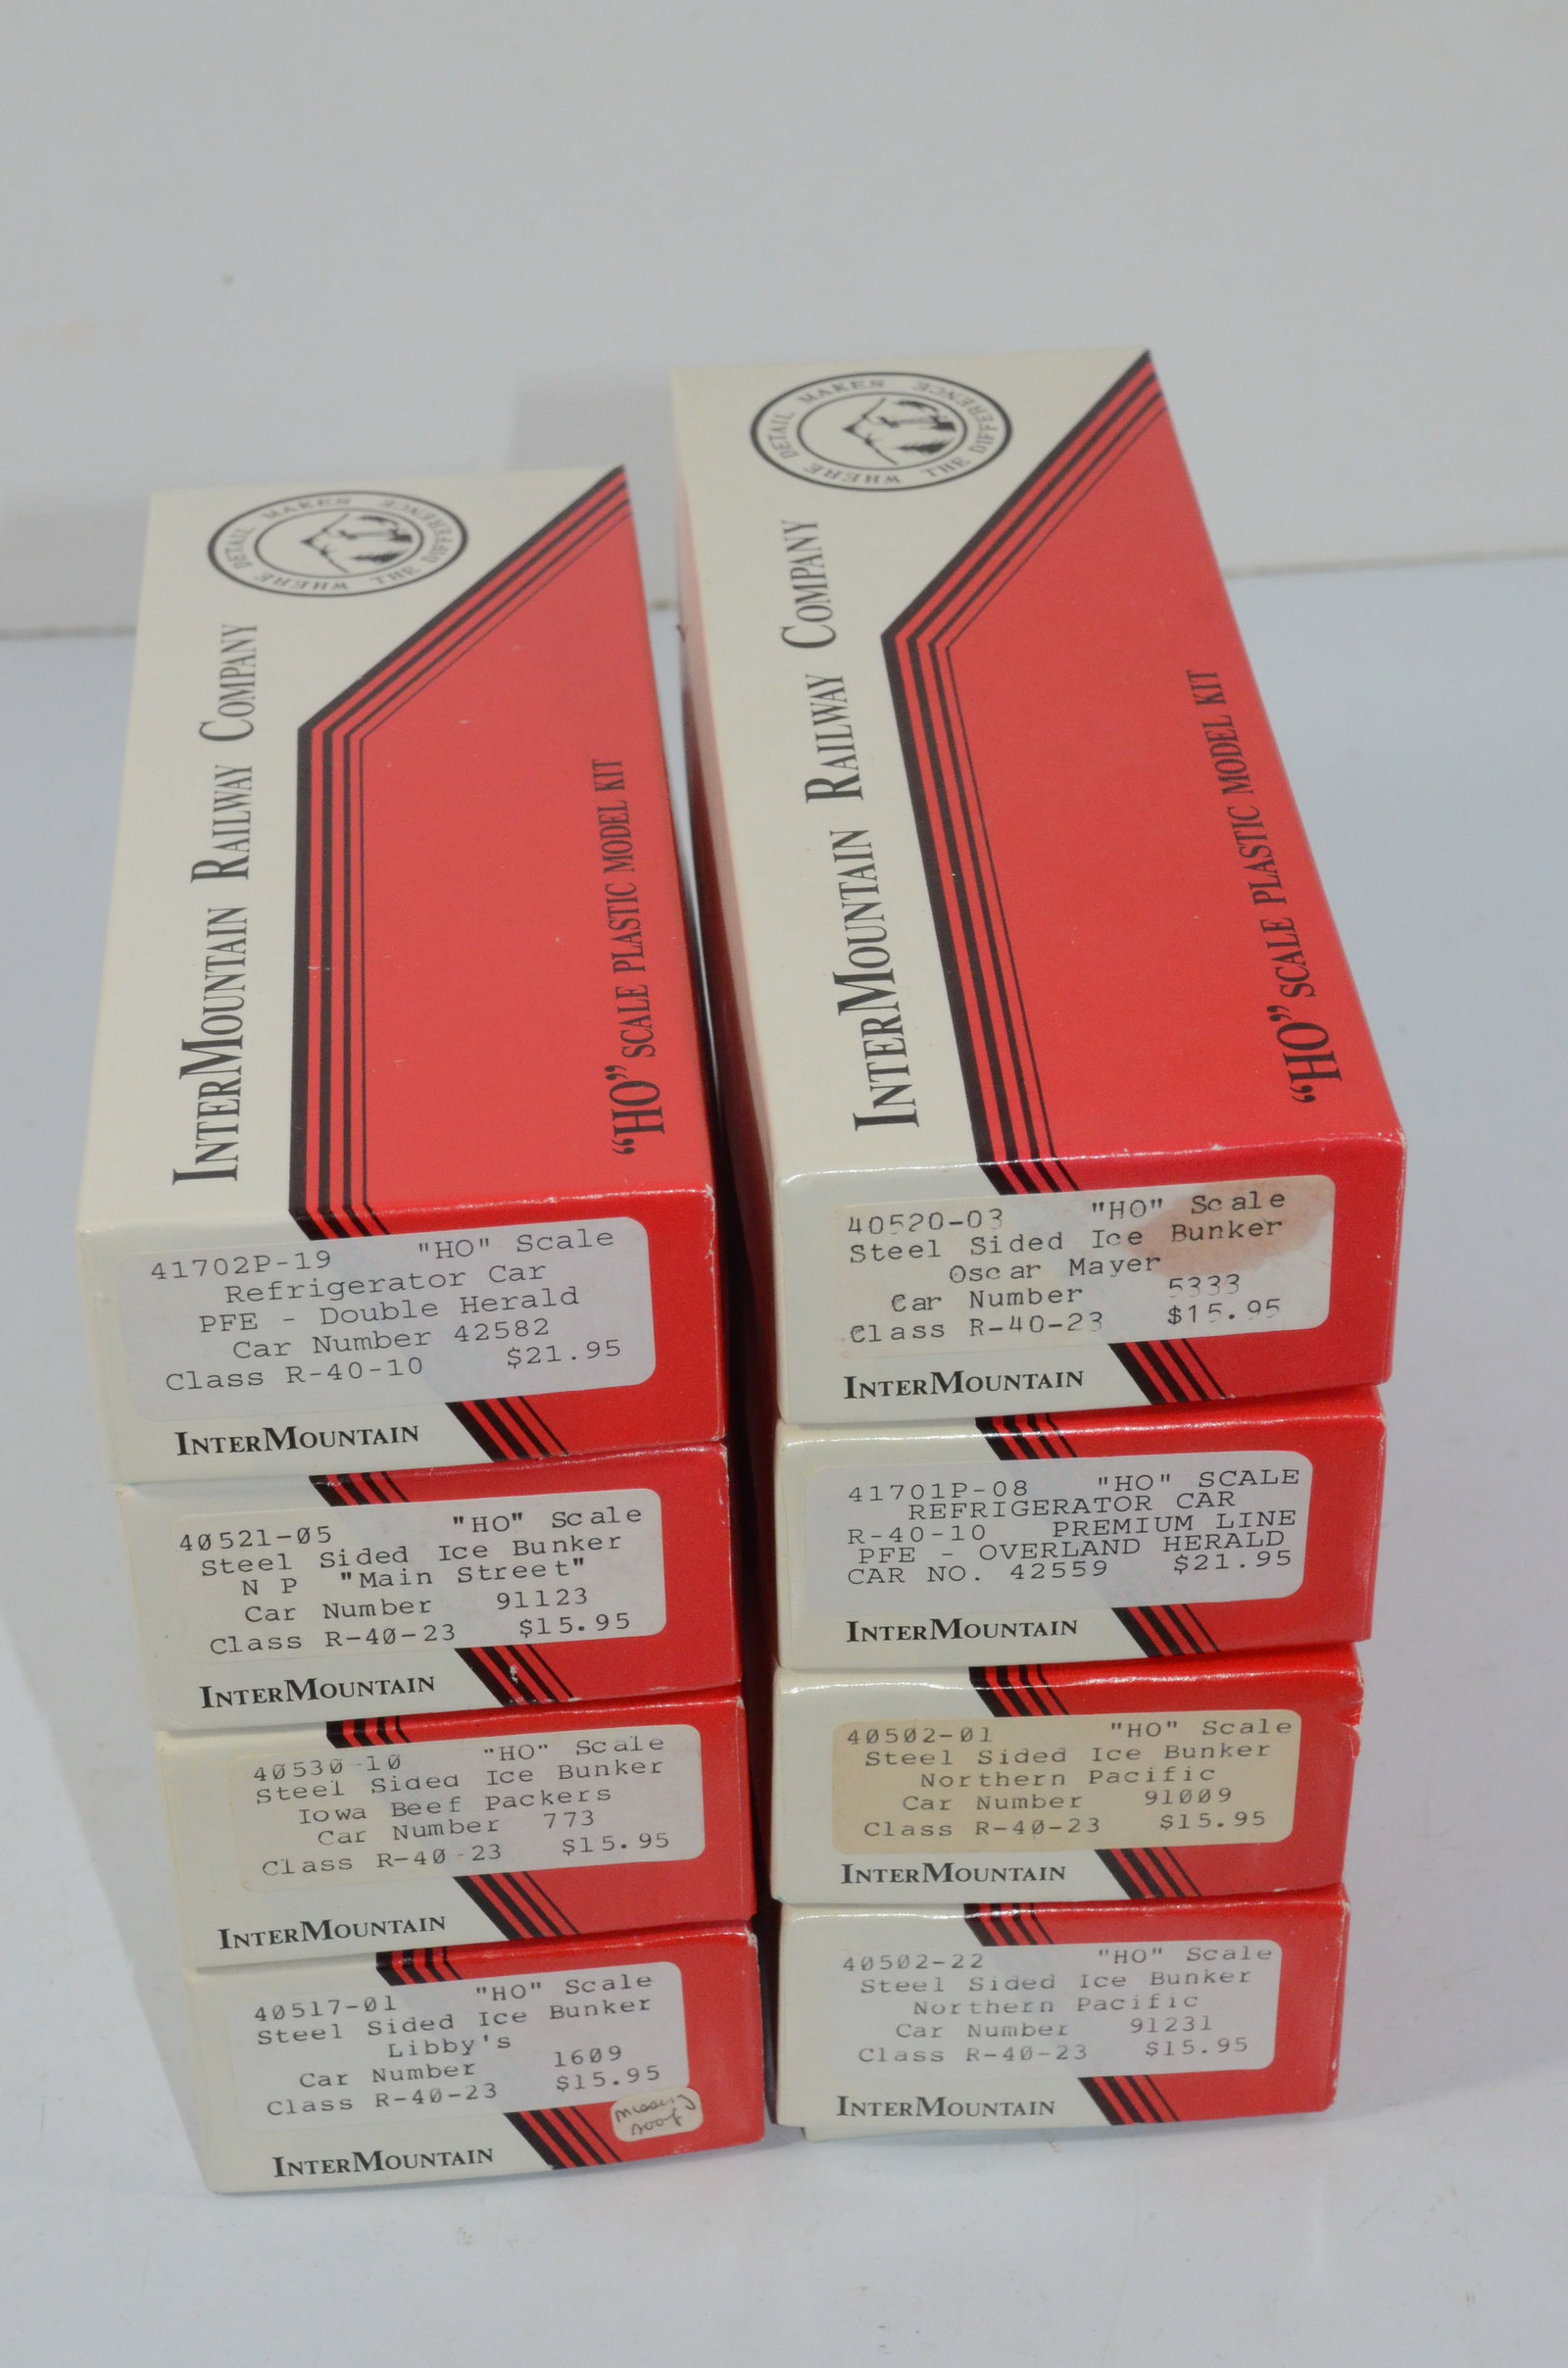 WHERE DETAIL MAKES THE DIFFERENCE
INTERMOUNTAIN RAILWAY COMPANY
"HO" SCALE PLASTIC MODEL KIT
41702P-19 "HO" Scale
Refrigerator Car
PFE - Double Herald
Car Number 42582
Class R-40-10 $21.95
INTERMOUNTAIN
40521-05 "HO" Scale
Steel Sided Ice Bunker
N P "Main Street"
Car Number 91123
Class R-40-23 $15.95
INTERMOUNTAIN
40530-10 "HO" Scale
Steel Sided Ice Bunker
Iowa Beef Packers
Car Number 773
Class R-40-23 $15.95
INTERMOUNTAIN
40517-01 "HO" Scale
Steel Sided Ice Bunker
Libby's
Car Number 1609
Class R-40-23 $15.95
missing
roof
INTERMOUNTAIN
WHERE DETAIL MAKES THE DIFFERENCE
INTERMOUNTAIN RAILWAY COMPANY
"HO" SCALE PLASTIC MODEL KIT
40520-03 "HO" Scale
Steel Sided Ice Bunker
Oscar Mayer
Car Number 5333
Class R-40-23 $15.95
INTERMOUNTAIN
41701P-08 "HO" SCALE
REFRIGERATOR CAR
R-40-10 PREMIUM LINE
PFE - OVERLAND HERALD
CAR NO. 42559 $21.95
INTERMOUNTAIN
40502-01 "HO" Scale
Steel Sided Ice Bunker
Northern Pacific
Car Number 91009
Class R-40-23 $15.95
INTERMOUNTAIN
40502-22 "HO" Scale
Steel Sided Ice Bunker
Northern Pacific
Car Number 91231
Class R-40-23 $15.95
INTERMOUNTAIN